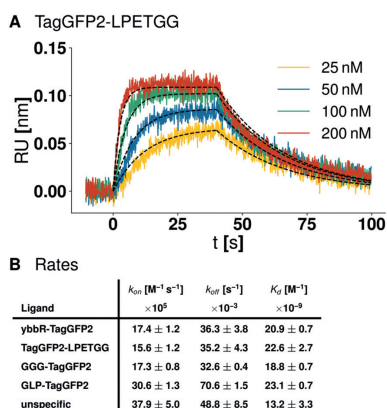 A TagGFP2-LPETGG
0.15
0.10
0.05
0.00
RU [nm]
25 nM
50 nM
100 nM
200 nM
0 25 50 75 100
t [s]
B Rates
kon [M⁻¹ s⁻¹] koff [s⁻¹] Kd [M⁻¹]
Ligand ×10⁵ ×10⁻³ ×10⁻⁹
ybbR-TagGFP2 17.4 ± 1.2 36.3 ± 3.8 20.9 ± 0.7
TagGFP2-LPETGG 15.6 ± 1.2 35.2 ± 4.3 22.6 ± 2.7
GGG-TagGFP2 17.3 ± 0.8 32.6 ± 0.4 18.8 ± 0.7
GLP-TagGFP2 30.6 ± 1.3 70.6 ± 1.5 23.1 ± 0.7
unspecific 37.9 ± 5.0 48.8 ± 8.5 13.2 ± 3.3